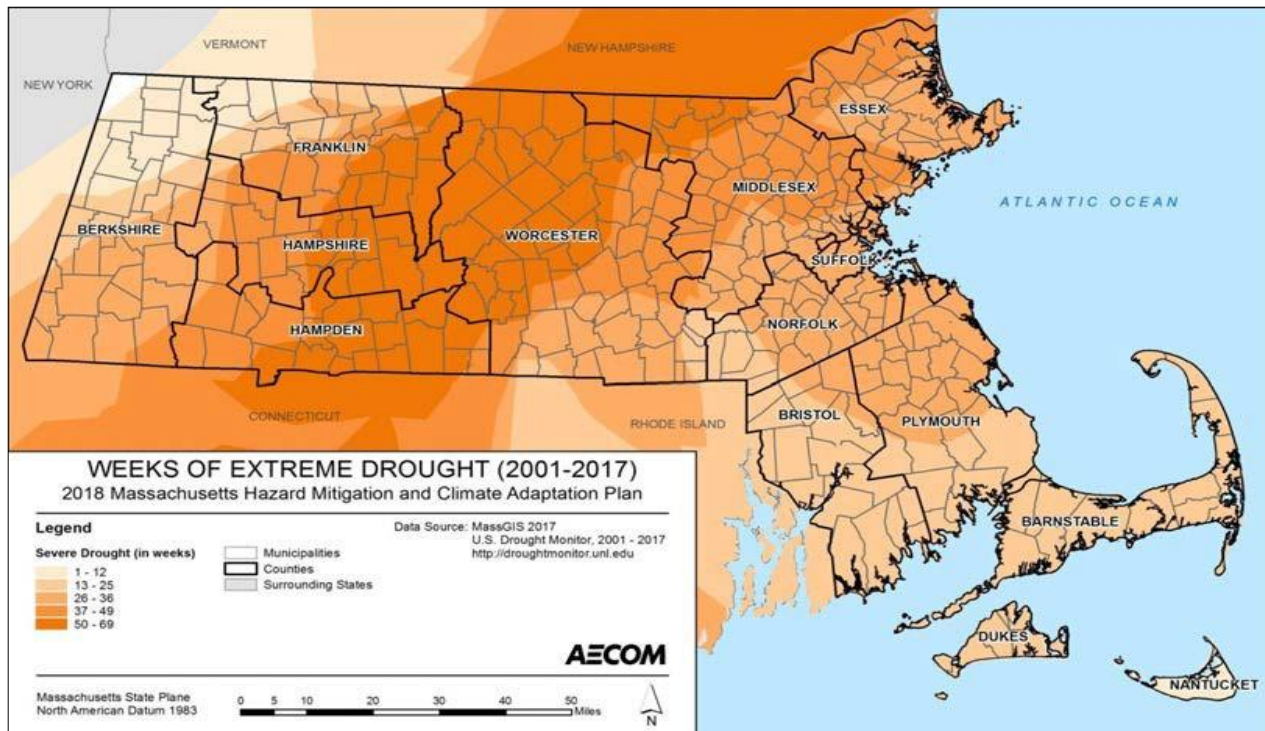 VERMONT
NEW HAMPSHIRE
NEW YORK
ESSEX
FRANKLIN
MIDDLESEX
ATLANTIC OCEAN
BERKSHIRE
HAMPSHIRE
WORCESTER
SUFFOLK
HAMPDEN
NORFOLK
CONNECTICUT
RHODE ISLAND
BRISTOL
PLYMOUTH
BARNSTABLE
DUKES
NANTUCKET
WEEKS OF EXTREME DROUGHT (2001-2017)
2018 Massachusetts Hazard Mitigation and Climate Adaptation Plan
Legend
Severe Drought (in weeks)
1 - 12
13 - 25
26 - 36
37 - 49
50 - 69
Municipalities
Counties
Surrounding States
Data Source: MassGIS 2017
U.S. Drought Monitor, 2001 - 2017
http://droughtmonitor.unl.edu
AECOM
Massachusetts State Plane
North American Datum 1983
0 5 10 20 30 40 50
Miles
N